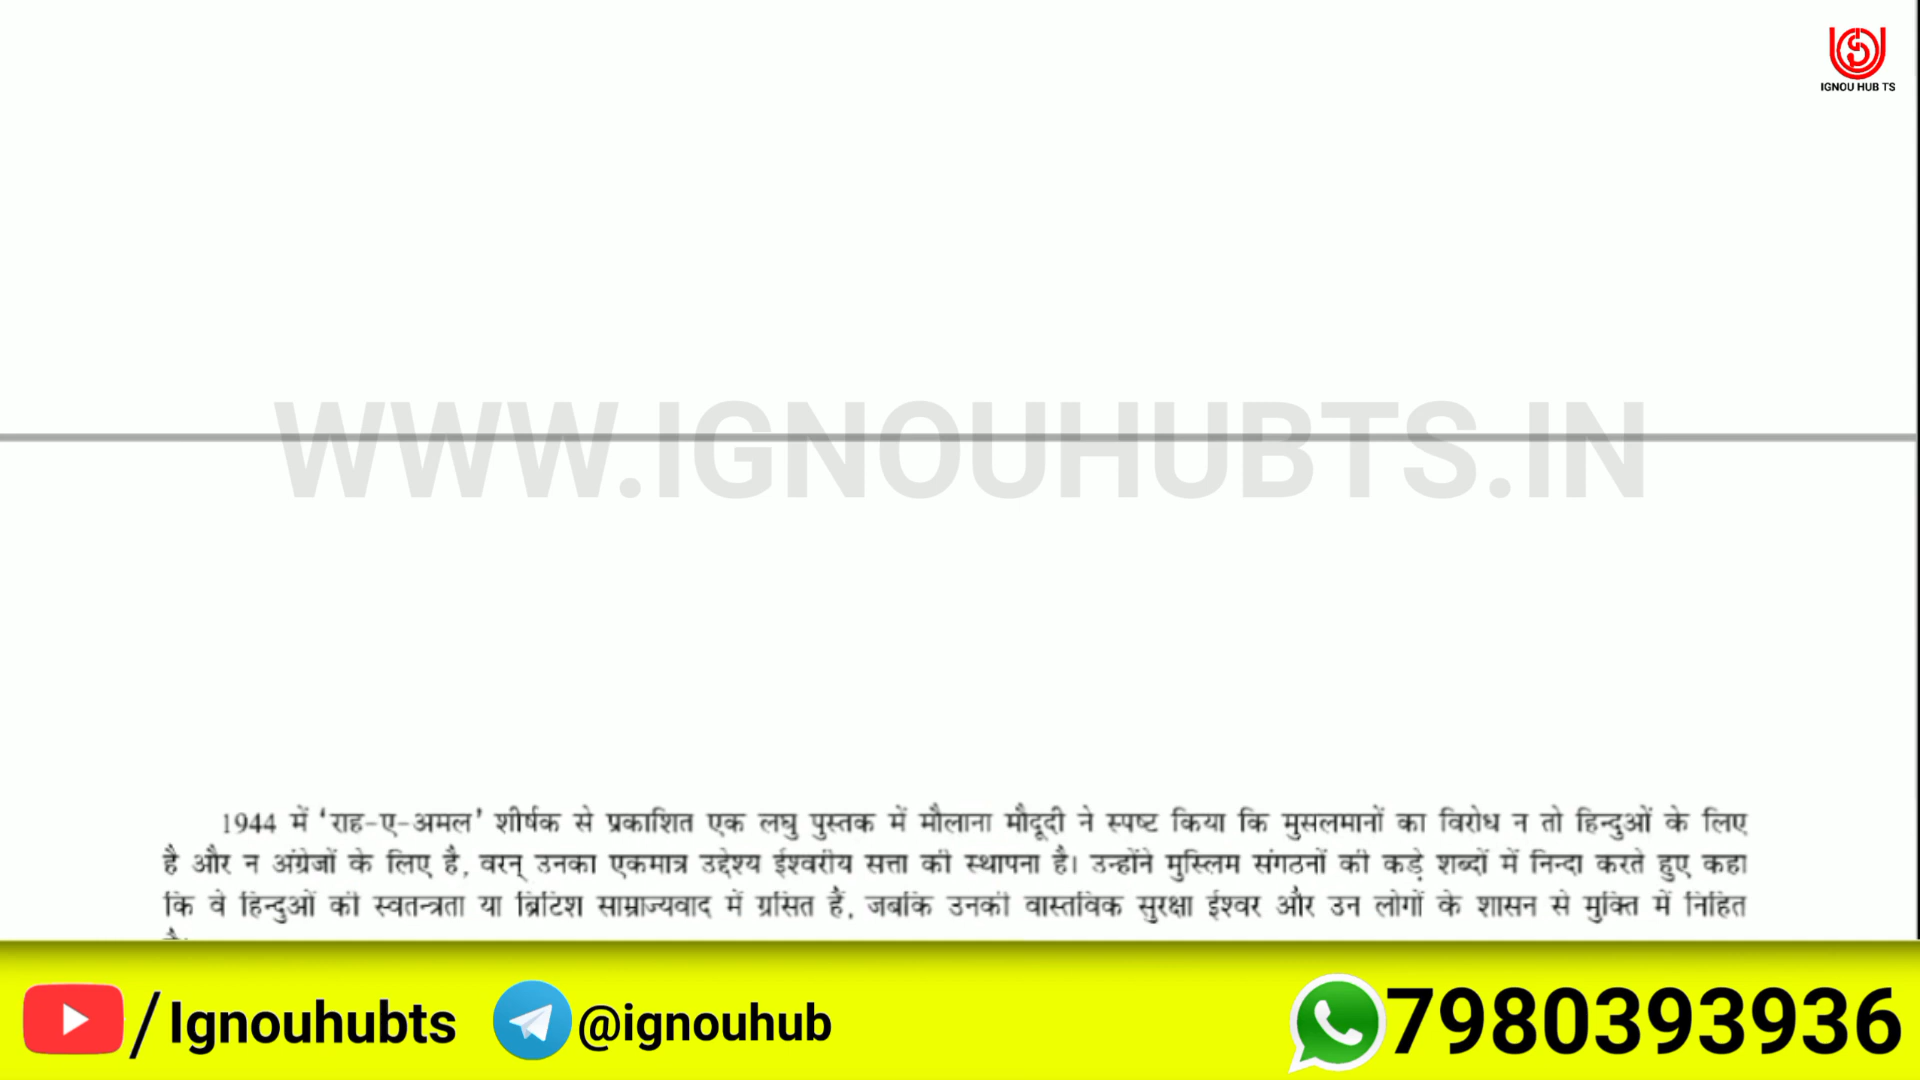 IGNOU HUB TS
WWW.IGNOUHUBTS.IN
1944 में 'राह-ए-अमल' शीर्षक से प्रकाशित एक लघु पुस्तक में मौलाना मौदूदी ने स्पष्ट किया कि मुसलमानों का विरोध न तो हिन्दुओं के लिए
है और न अंग्रेजों के लिए है, वरन् उनका एकमात्र उद्देश्य ईश्वरीय सत्ता की स्थापना है। उन्होंने मुस्लिम संगठनों की कड़े शब्दों में निन्दा करते हुए कहा
कि वे हिन्दुओं की स्वतन्त्रता या ब्रिटिश साम्राज्यवाद में ग्रसित हैं, जबकि उनकी वास्तविक सुरक्षा ईश्वर और उन लोगों के शासन से मुक्ति में निहित
/Ignouhubts @ignouhub 7980393936